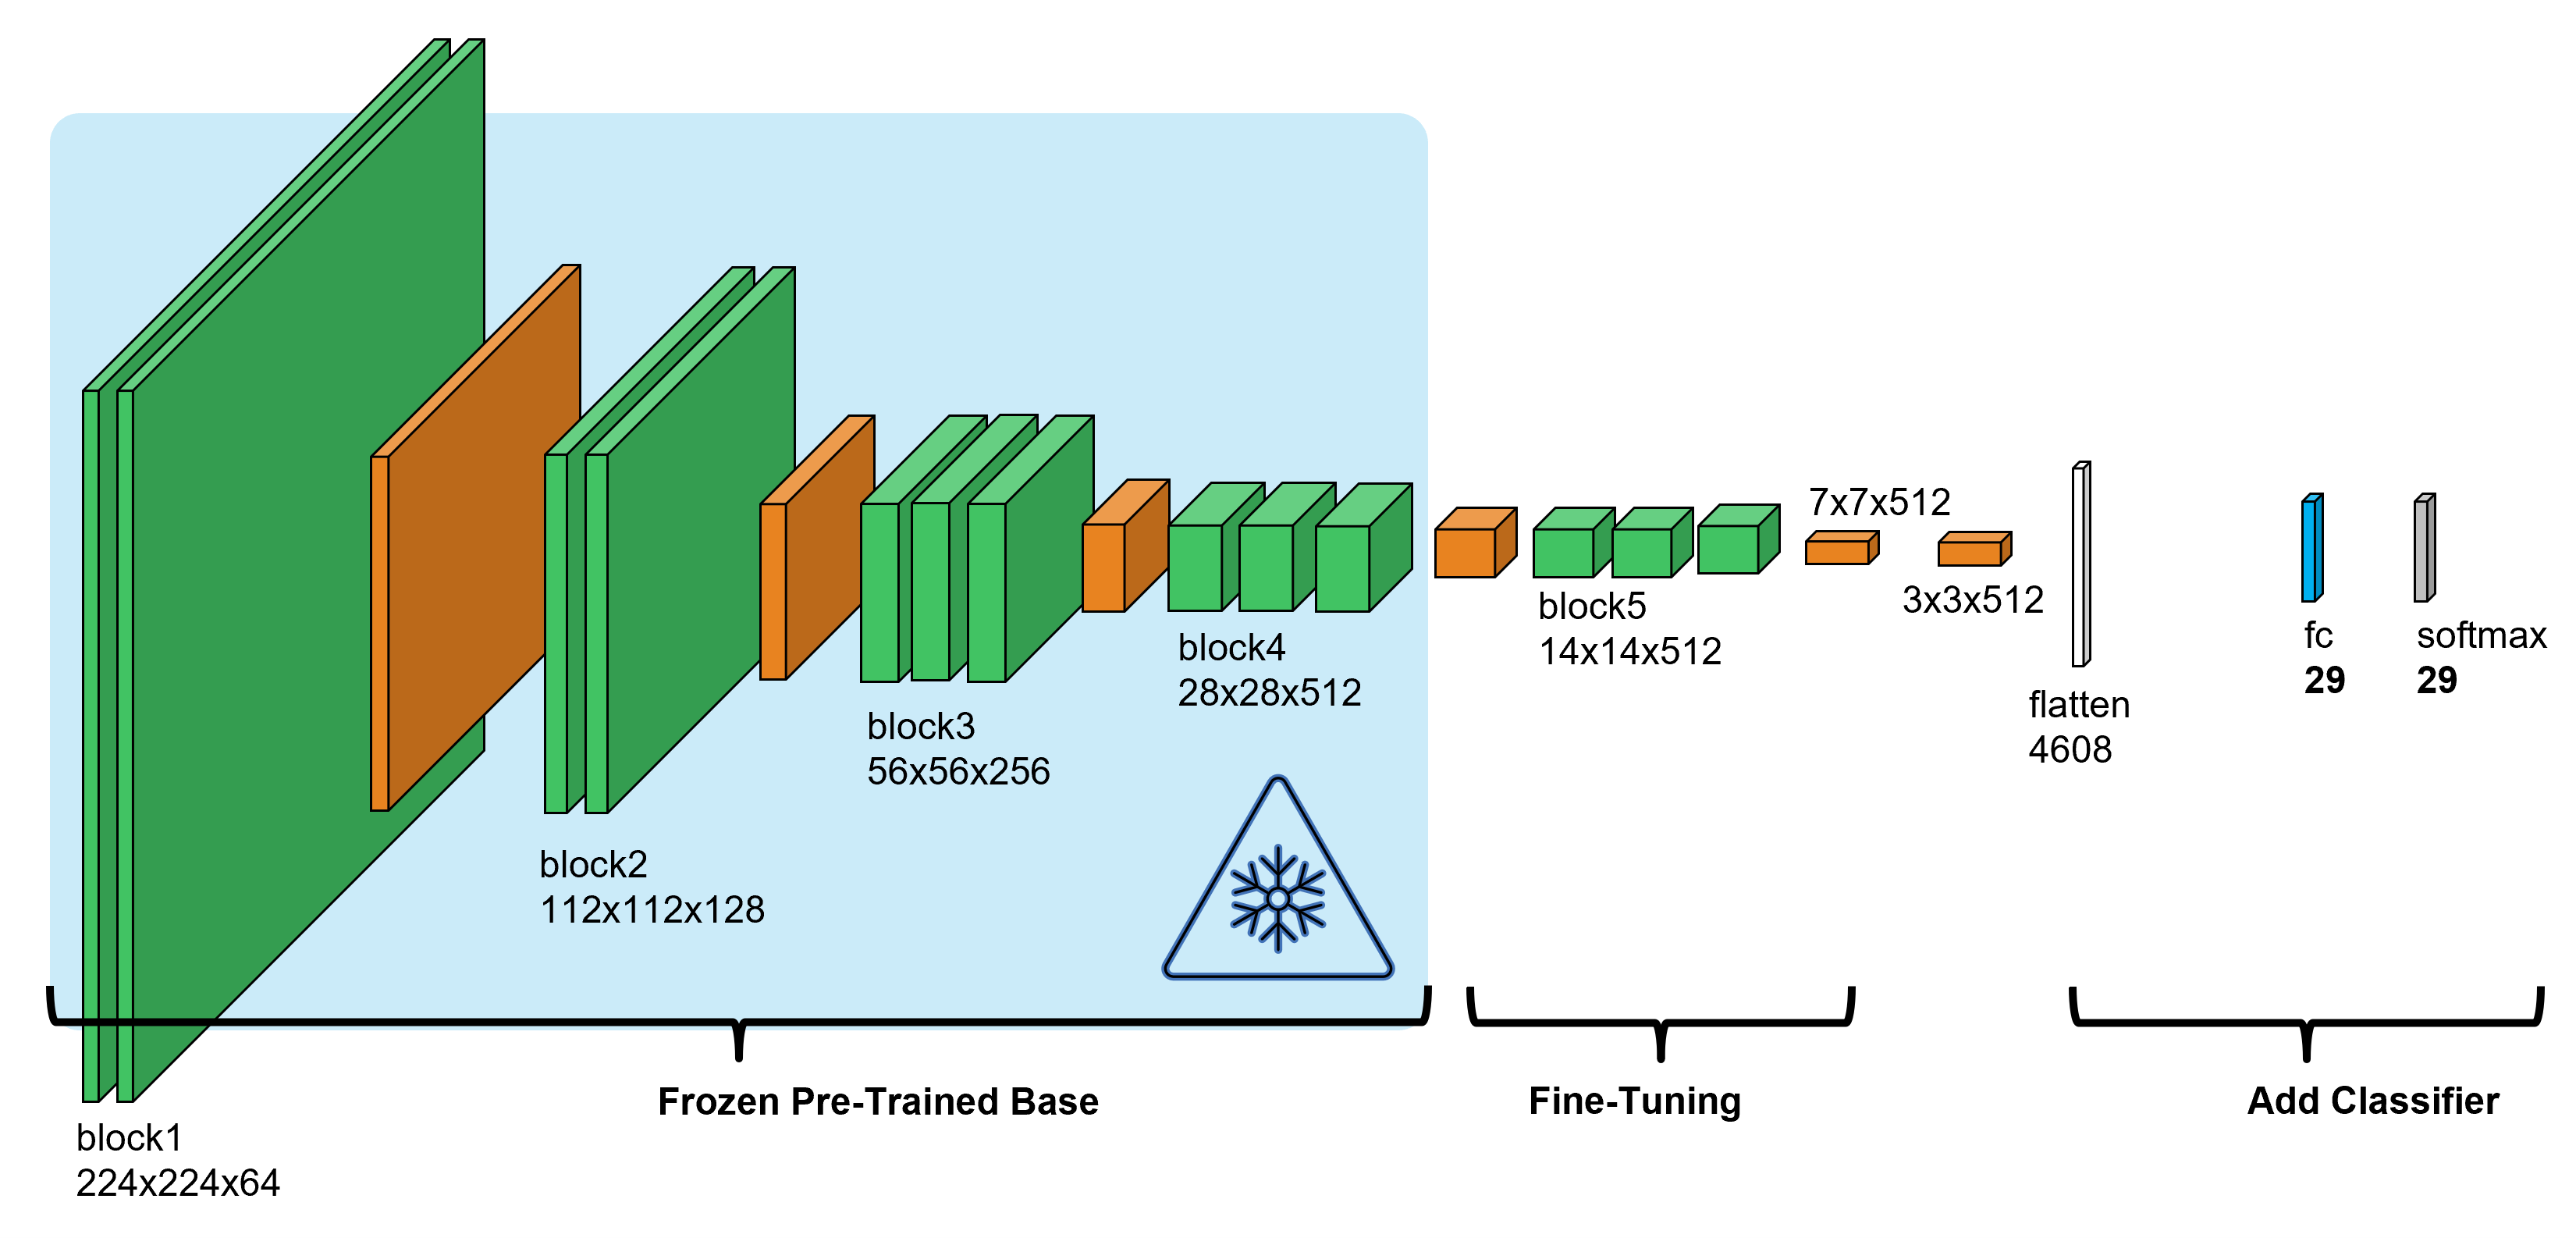 block1
224x224x64
block2
112x112x128
block3
56x56x256
block4
28x28x512
block5
14x14x512
7x7x512
3x3x512
flatten
4608
fc
29
softmax
29
Frozen Pre-Trained Base
Fine-Tuning
Add Classifier